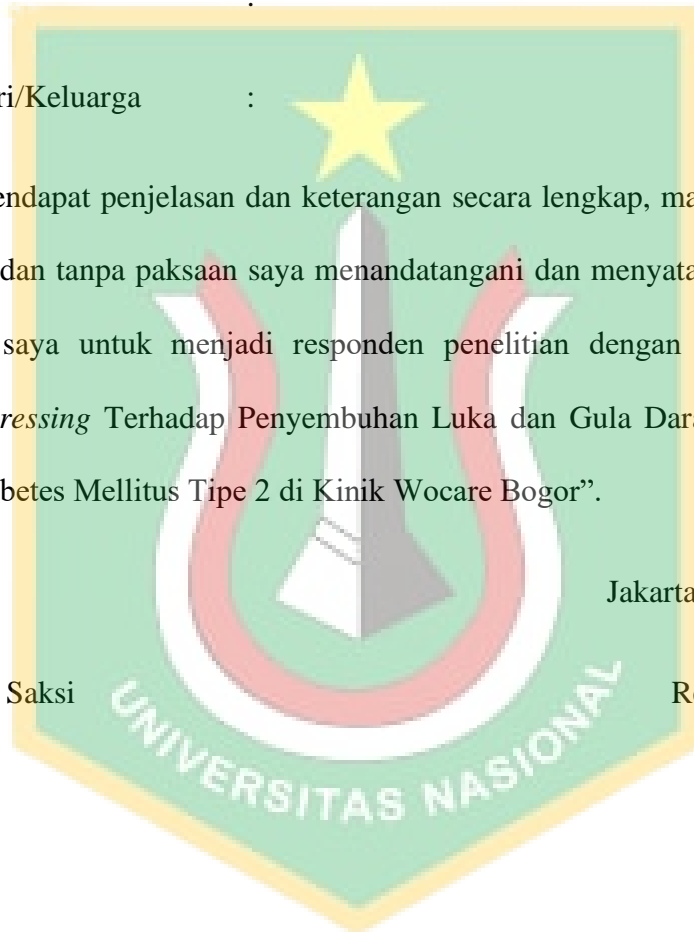 :
ri/Keluarga :
endapat penjelasan dan keterangan secara lengkap, ma
dan tanpa paksaan saya menandatangani dan menyata
saya untuk menjadi responden penelitian dengan
ressing Terhadap Penyembuhan Luka dan Gula Dara
betes Mellitus Tipe 2 di Kinik Wocare Bogor”.
Jakarta
Saksi R
UNIVERSITAS NASIONAL